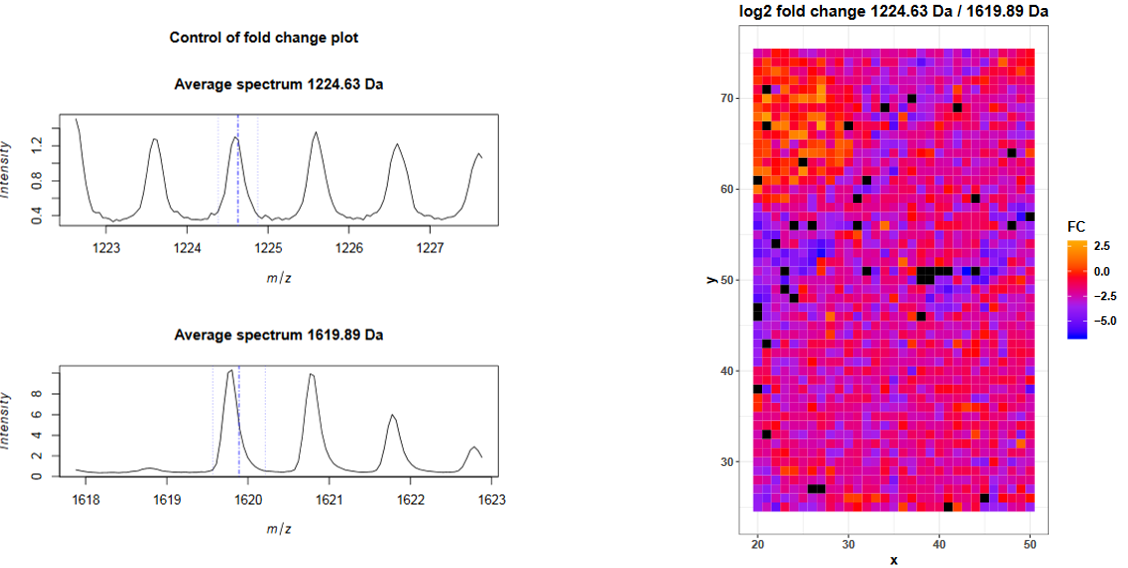 Control of fold change plot
Average spectrum 1224.63 Da
Intensity
0.4 0.8 1.2
1223 1224 1225 1226 1227
m/z
Average spectrum 1619.89 Da
Intensity
0 2 4 6 8
1618 1619 1620 1621 1622 1623
m/z
log2 fold change 1224.63 Da / 1619.89 Da
y
70
60
50
40
30
20 30 40 50
x
FC
2.5
0.0
−2.5
−5.0